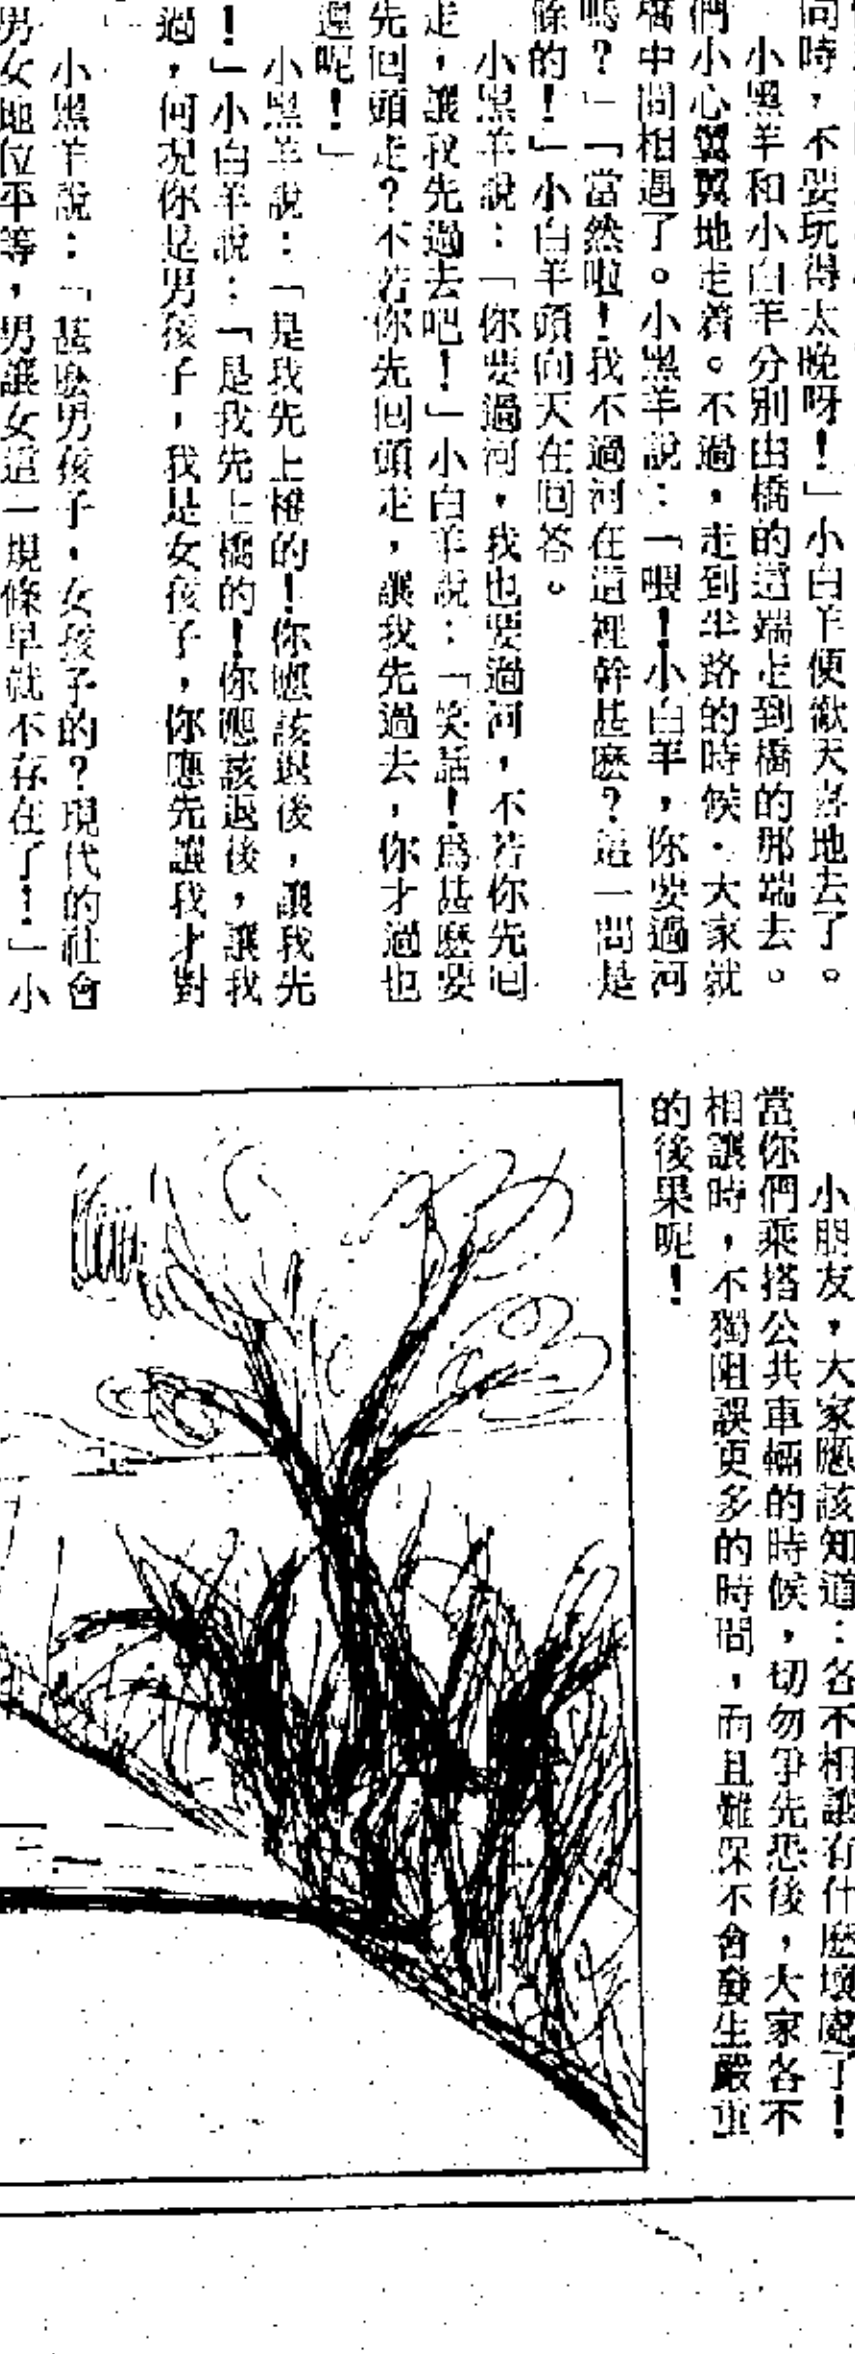 同時，不要玩得太晚呀！」小白羊便歡天喜地去了。
小黑羊和小白羊分別由橋的這端走到橋的那端去。
們小心翼翼地走着。不過，走到半路的時候，大家就
橋中間相遇了。小黑羊說：「喂！小白羊，你要過河
嗎？」「當然啦！我不過河在這裡幹甚麼？這一問是
條的！」小白羊頭向天在回答。
小黑羊說：「你要過河，我也要過河，不若你先回
走，讓我先過去吧！」小白羊說：「笑話！爲甚麼要
先回頭走？不若你先回頭走，讓我先過去，你才過也
遲呢！」
小黑羊說：「是我先上橋的！你應該退後，讓我先
！」小白羊說：「是我先上橋的！你應該退後，讓我
過，何況你是男孩子，我是女孩子，你應先讓我才對
」
小黑羊說：「甚麼男孩子，女孩子的？現代的社會
男女地位平等，男讓女這一規條早就不存在了！」小
小朋友，大家應該知道：各不相讓有什麼壞處了！
當你們乘搭公共車輛的時候，切勿爭先恐後，大家各不
相讓時，不獨阻誤更多的時間，而且難保不會發生嚴重
的後果呢！